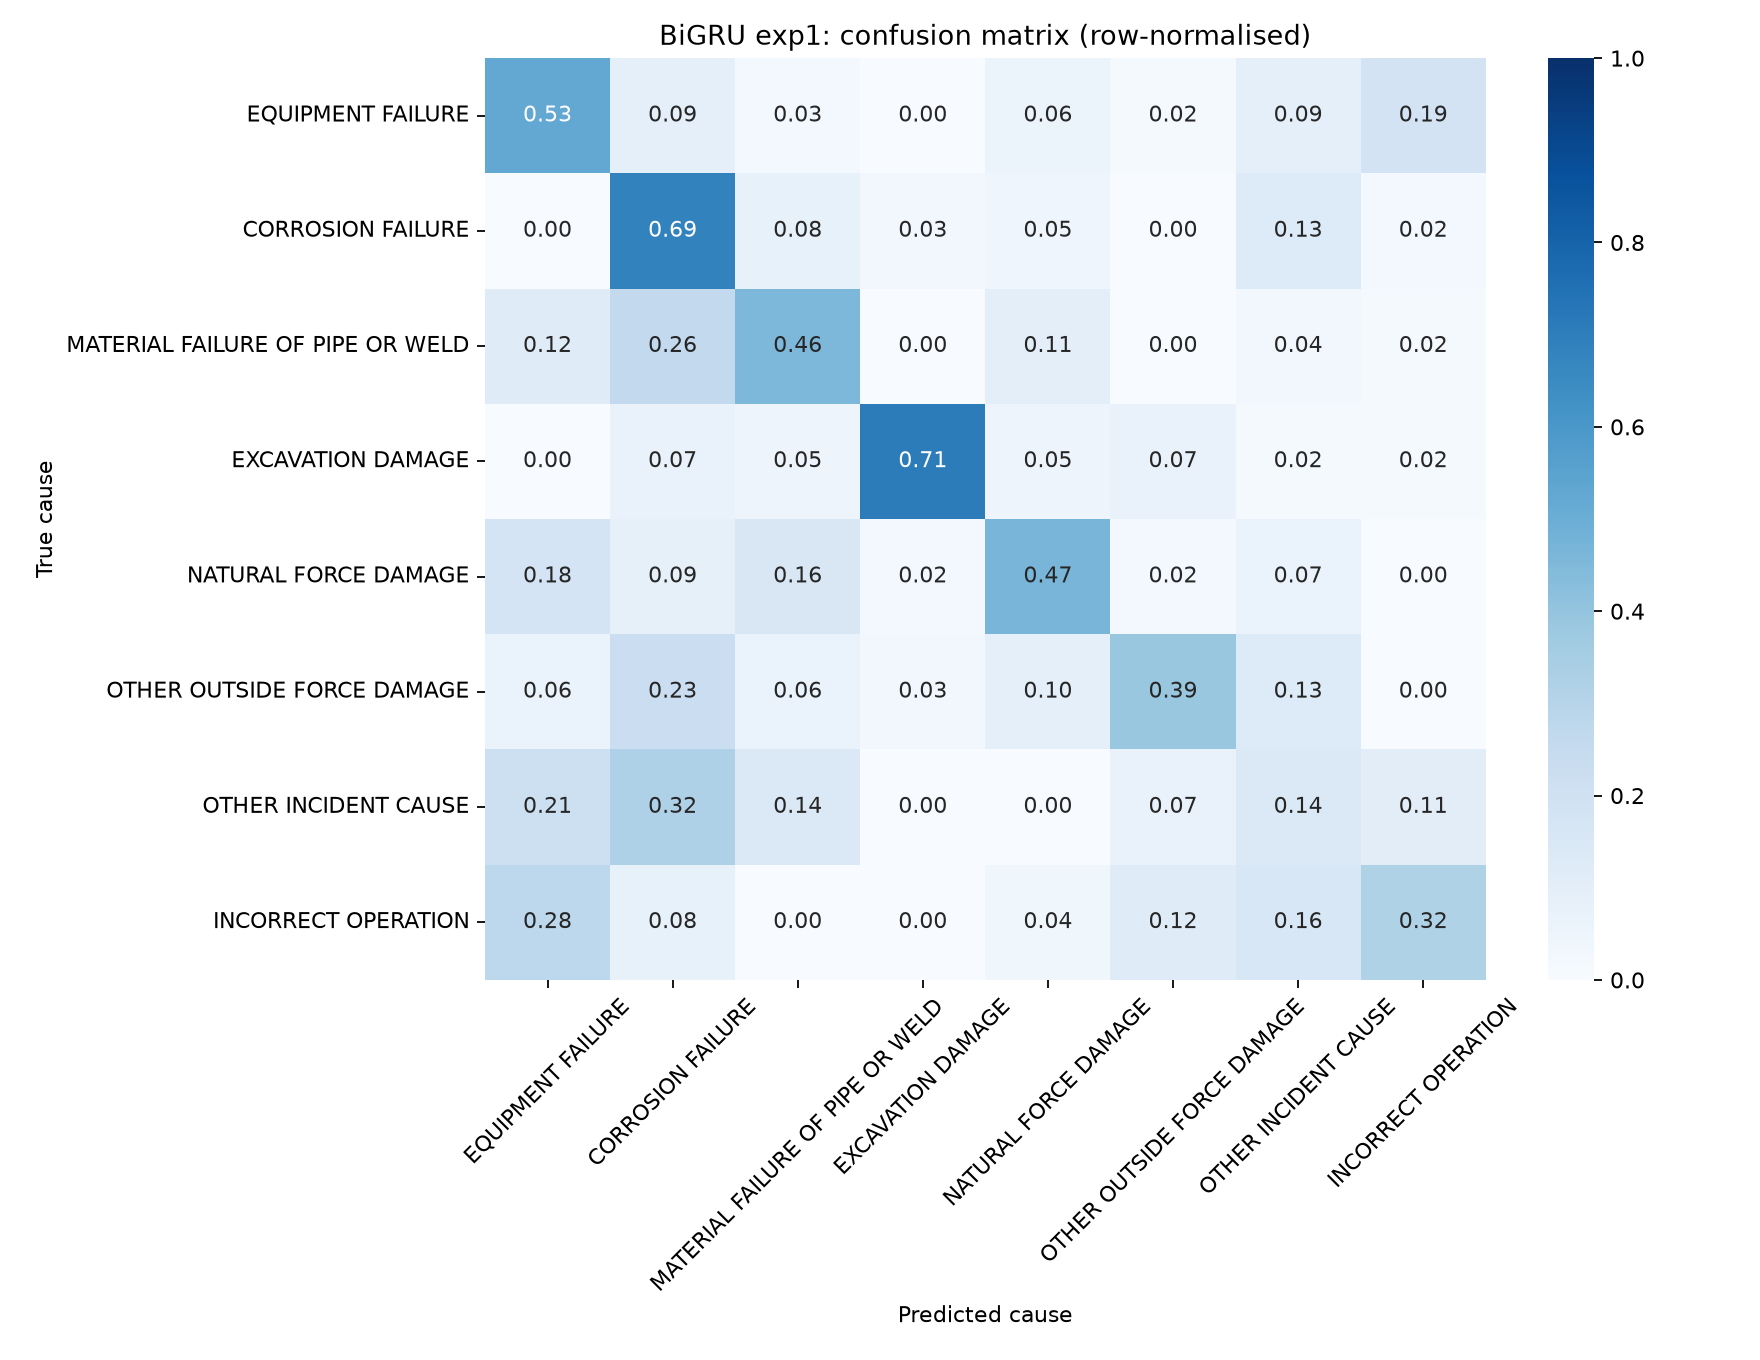 BiGRU exp1: confusion matrix (row-normalised)
EQUIPMENT FAILURE 0.53 0.09 0.03 0.00 0.06 0.02 0.09 0.19
CORROSION FAILURE 0.00 0.69 0.08 0.03 0.05 0.00 0.13 0.02
MATERIAL FAILURE OF PIPE OR WELD 0.12 0.26 0.46 0.00 0.11 0.00 0.04 0.02
EXCAVATION DAMAGE 0.00 0.07 0.05 0.71 0.05 0.07 0.02 0.02
NATURAL FORCE DAMAGE 0.18 0.09 0.16 0.02 0.47 0.02 0.07 0.00
OTHER OUTSIDE FORCE DAMAGE 0.06 0.23 0.06 0.03 0.10 0.39 0.13 0.00
OTHER INCIDENT CAUSE 0.21 0.32 0.14 0.00 0.00 0.07 0.14 0.11
INCORRECT OPERATION 0.28 0.08 0.00 0.00 0.04 0.12 0.16 0.32
True cause
EQUIPMENT FAILURE
CORROSION FAILURE
MATERIAL FAILURE OF PIPE OR WELD
EXCAVATION DAMAGE
NATURAL FORCE DAMAGE
OTHER OUTSIDE FORCE DAMAGE
OTHER INCIDENT CAUSE
INCORRECT OPERATION
Predicted cause
1.0
0.8
0.6
0.4
0.2
0.0